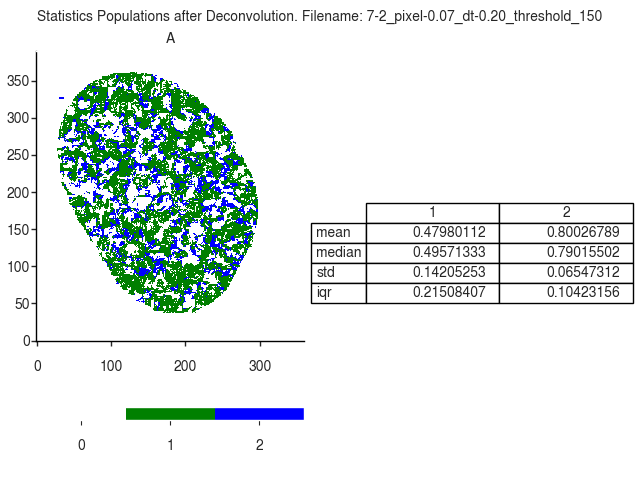 Statistics Populations after Deconvolution. Filename: 7-2_pixel-0.07_dt-0.20_threshold_150
A
350
300
250
200
150
100
50
0
0 100 200 300
0 1 2
1 2
mean 0.47980112 0.80026789
median 0.49571333 0.79015502
std 0.14205253 0.06547312
iqr 0.21508407 0.10423156